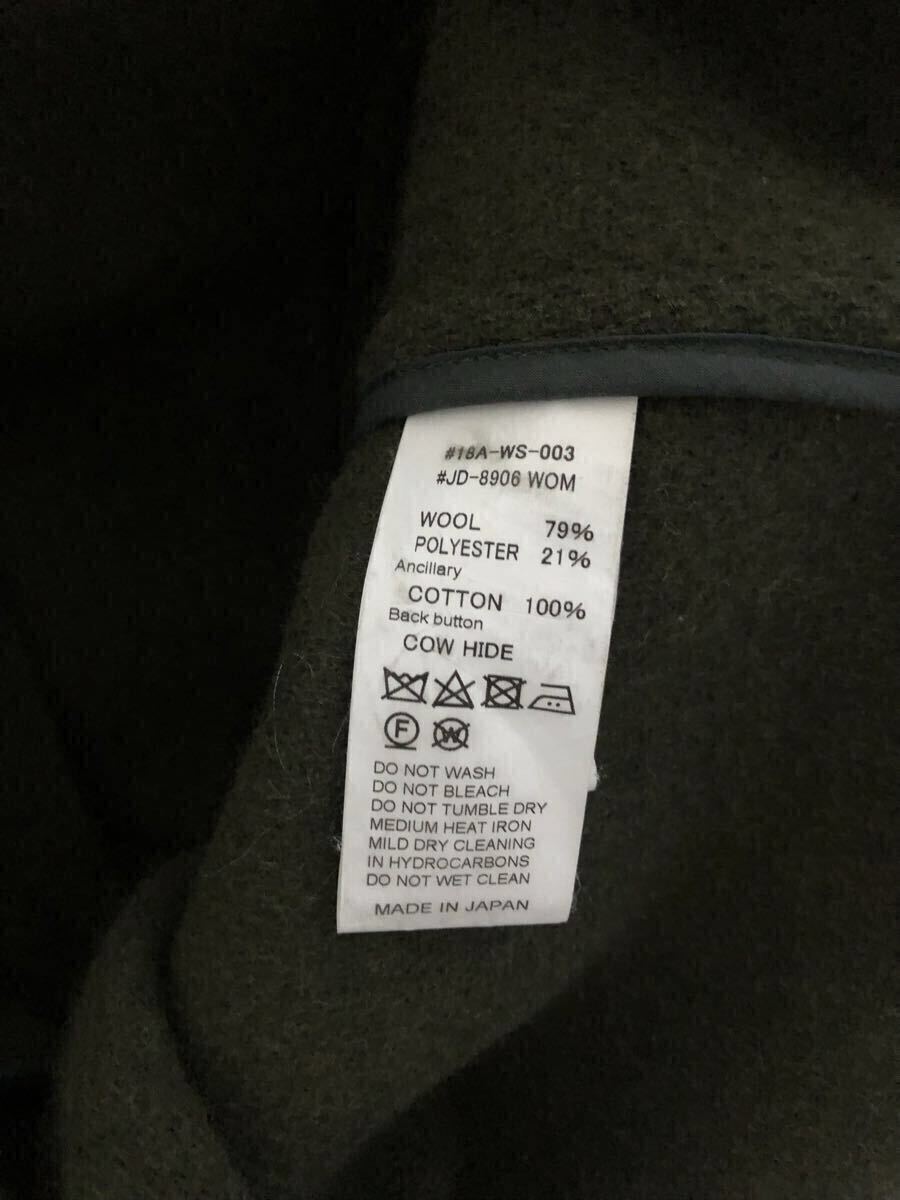 #18A-WS-003
#JD-8906 WOM
WOOL 79%
POLYESTER 21%
Ancillary
COTTON 100%
Back button
COW HIDE
F W
DO NOT WASH
DO NOT BLEACH
DO NOT TUMBLE DRY
MEDIUM HEAT IRON
MILD DRY CLEANING
IN HYDROCARBONS
DO NOT WET CLEAN
MADE IN JAPAN